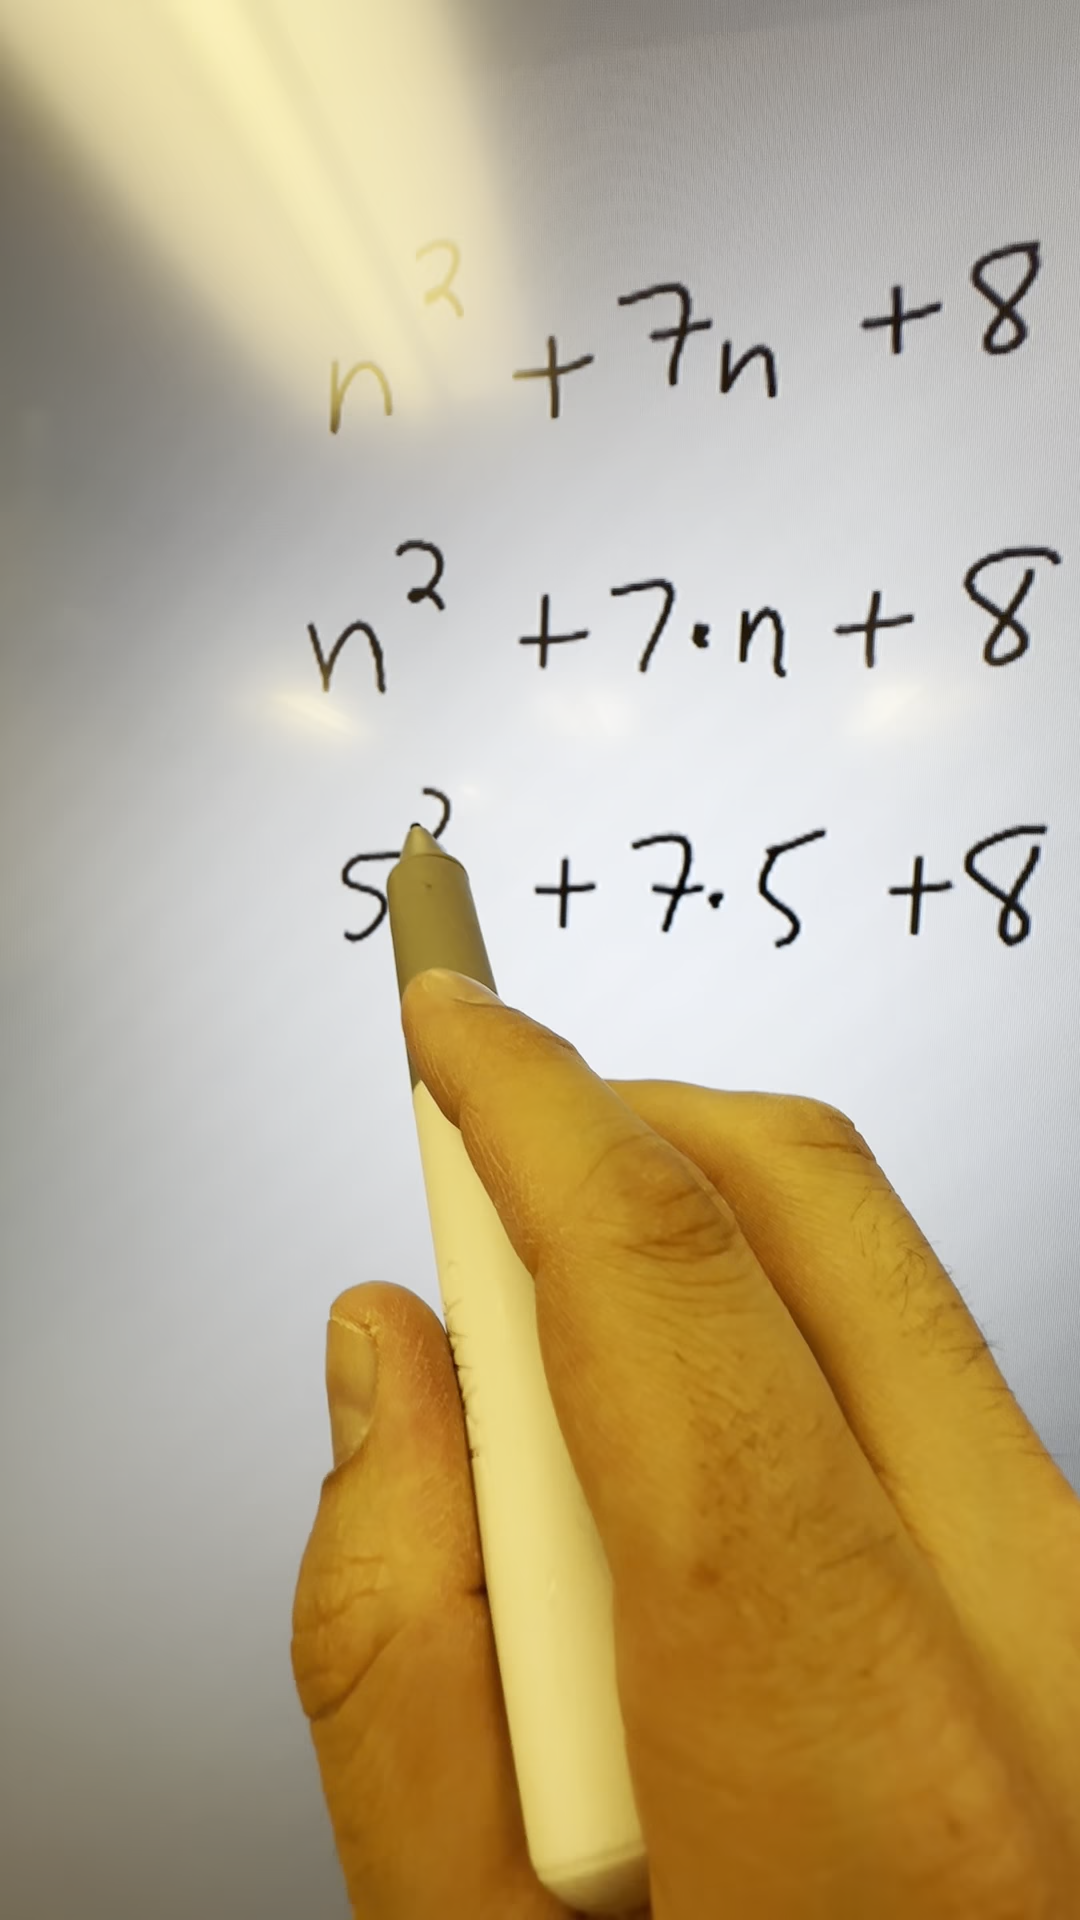 n² + 7n + 8
n² + 7·n + 8
5² + 7·5 + 8